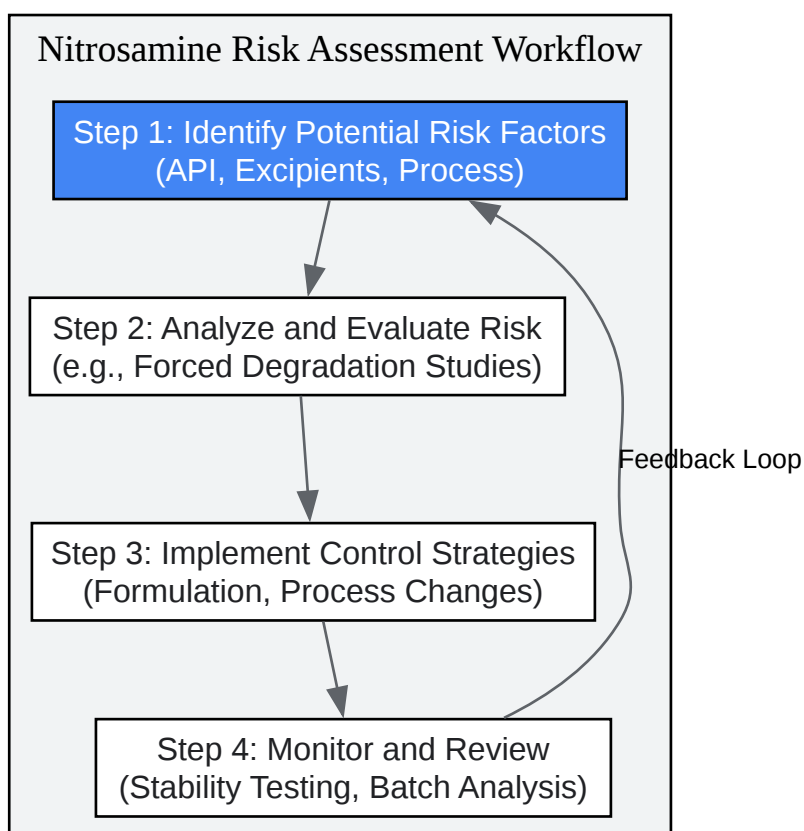 Nitrosamine Risk Assessment Workflow
Step 1: Identify Potential Risk Factors
(API, Excipients, Process)
Step 2: Analyze and Evaluate Risk
(e.g., Forced Degradation Studies)
Feedback Loop
Step 3: Implement Control Strategies
(Formulation, Process Changes)
Step 4: Monitor and Review
(Stability Testing, Batch Analysis)